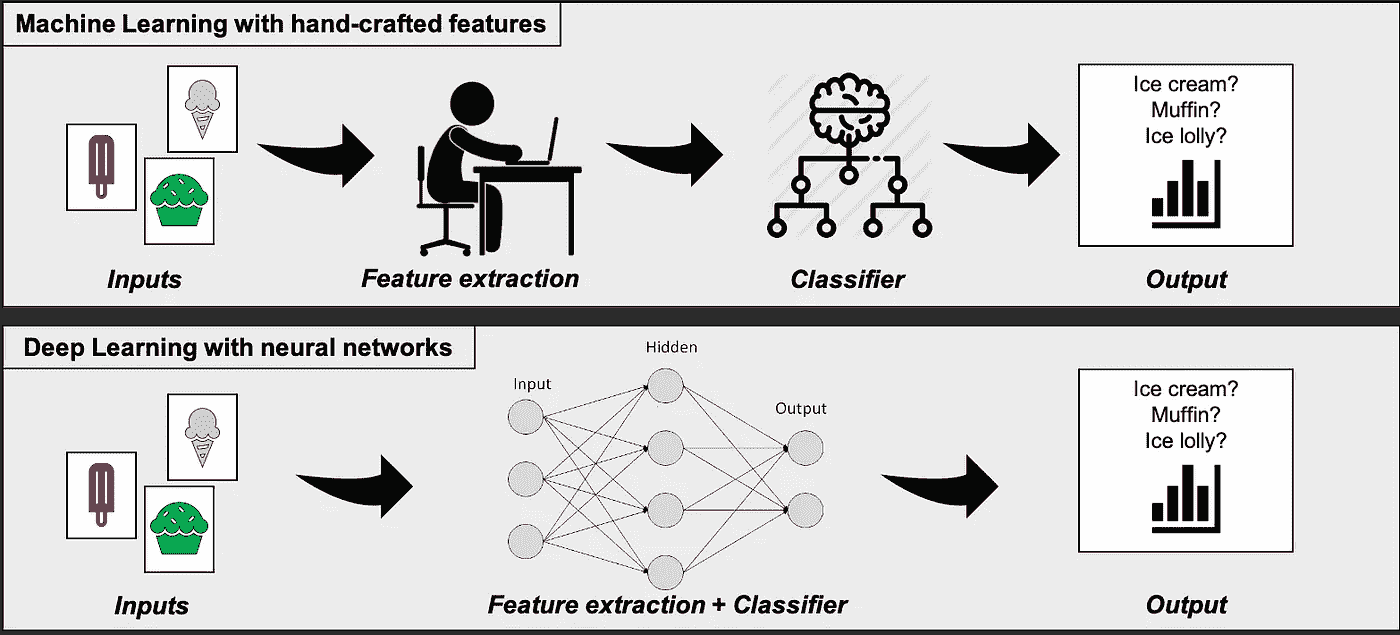 Machine Learning with hand-crafted features
Ice cream?
Muffin?
Ice lolly?
Inputs
Feature extraction
Classifier
Output
Deep Learning with neural networks
Input
Hidden
Output
Ice cream?
Muffin?
Ice lolly?
Inputs
Feature extraction + Classifier
Output